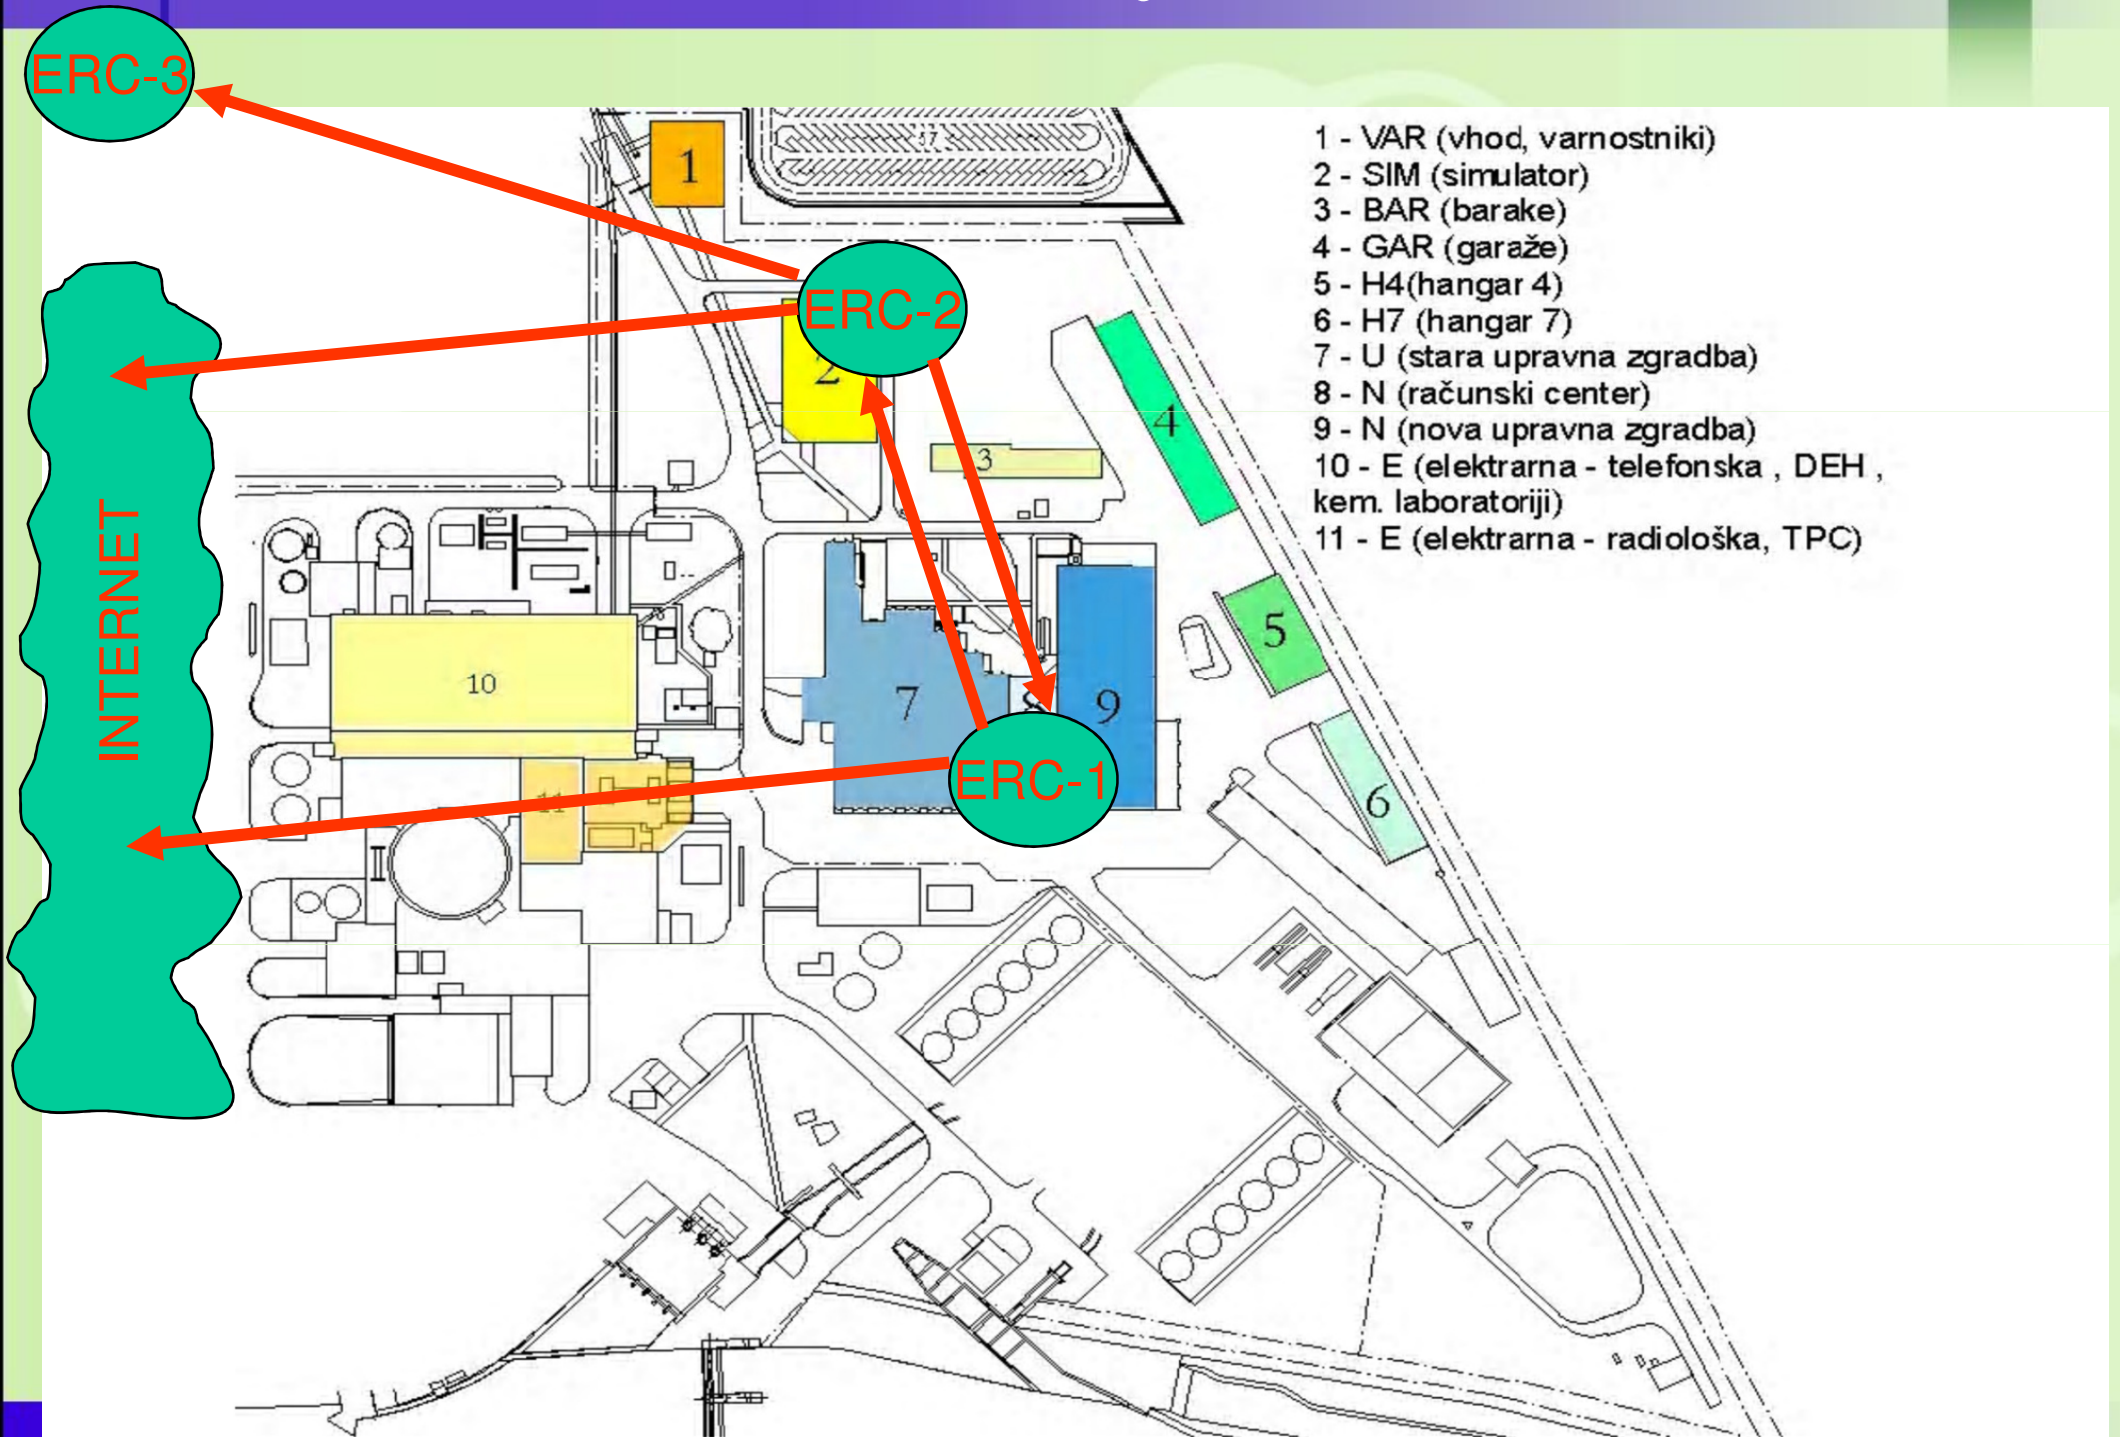 ERC-3
1
1 - VAR (vhod, varnostniki)
2 - SIM (simulator)
3 - BAR (barake)
4 - GAR (garaže)
5 - H4(hangar 4)
6 - H7 (hangar 7)
7 - U (stara upravna zgradba)
8 - N (računski center)
9 - N (nova upravna zgradba)
10 - E (elektrarna - telefonska , DEH ,
kem. laboratoriji)
11 - E (elektrarna - radiološka, TPC)
ERC-2
2
3
4
5
INTERNET
10
7
8
9
ERC-1
11
6